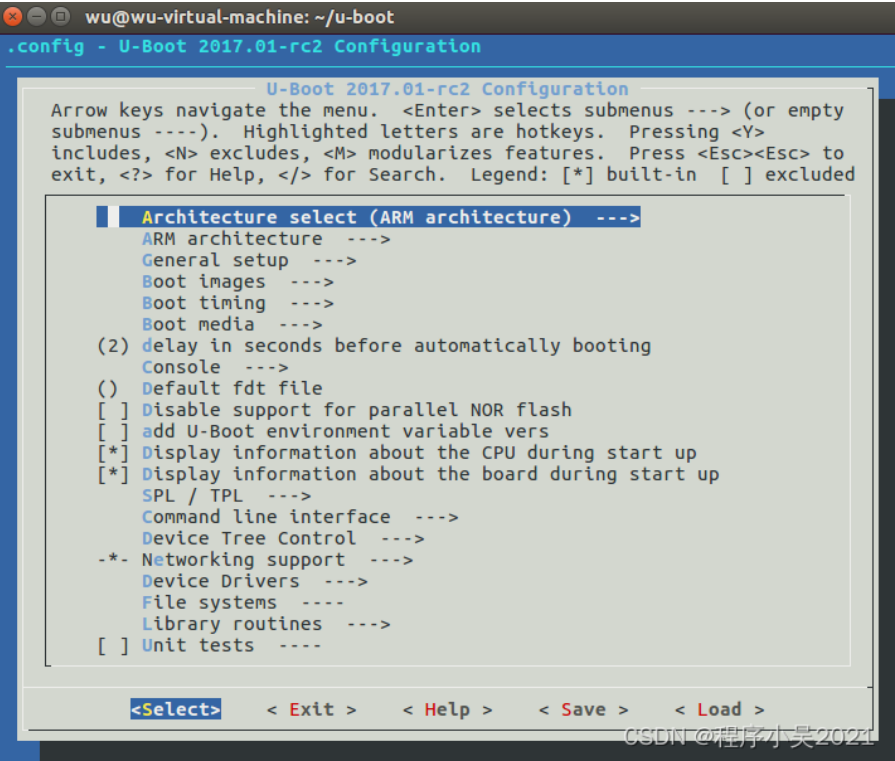 wu@wu-virtual-machine: ~/u-boot
.config - U-Boot 2017.01-rc2 Configuration
U-Boot 2017.01-rc2 Configuration
Arrow keys navigate the menu.  <Enter> selects submenus ---> (or empty
submenus ----).  Highlighted letters are hotkeys.  Pressing <Y>
includes, <N> excludes, <M> modularizes features.  Press <Esc><Esc> to
exit, <?> for Help, </> for Search.  Legend: [*] built-in  [ ] excluded
Architecture select (ARM architecture)  --->
ARM architecture  --->
General setup  --->
Boot images  --->
Boot timing  --->
Boot media  --->
(2) delay in seconds before automatically booting
Console  --->
() Default fdt file
[ ] Disable support for parallel NOR flash
[ ] add U-Boot environment variable vers
[*] Display information about the CPU during start up
[*] Display information about the board during start up
SPL / TPL  --->
Command line interface  --->
Device Tree Control  --->
-*- Networking support  --->
Device Drivers  --->
File systems  ----
Library routines  --->
[ ] Unit tests  ----
<Select>    < Exit >    < Help >    < Save >    < Load >
CSDN @程序小吴2021